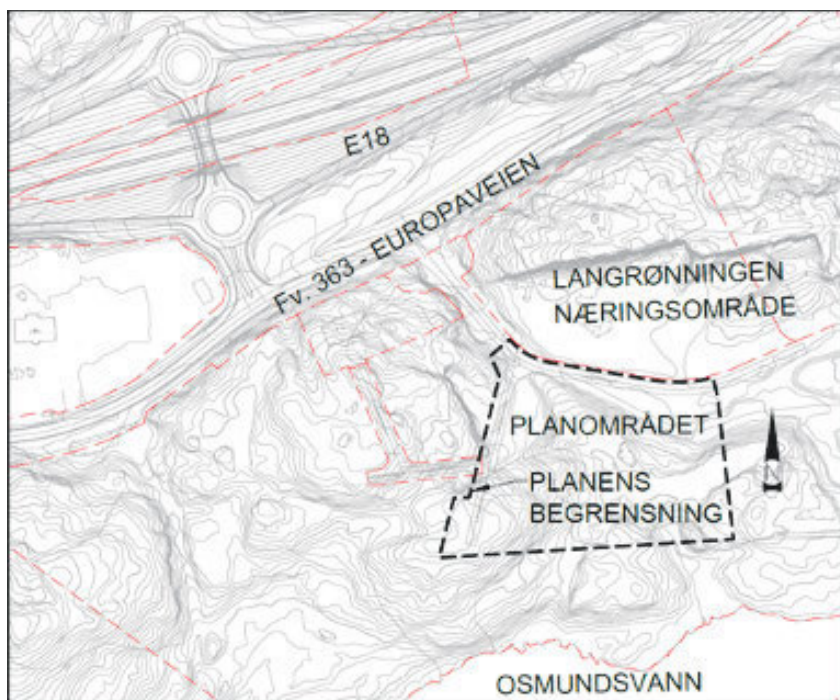 E18
Fv. 363 - EUROPAVEIEN
LANGRØNNINGEN
NÆRINGSOMRÅDE
PLANOMRÅDET
PLANENS
BEGRENSNING
N
OSMUNDSVANN